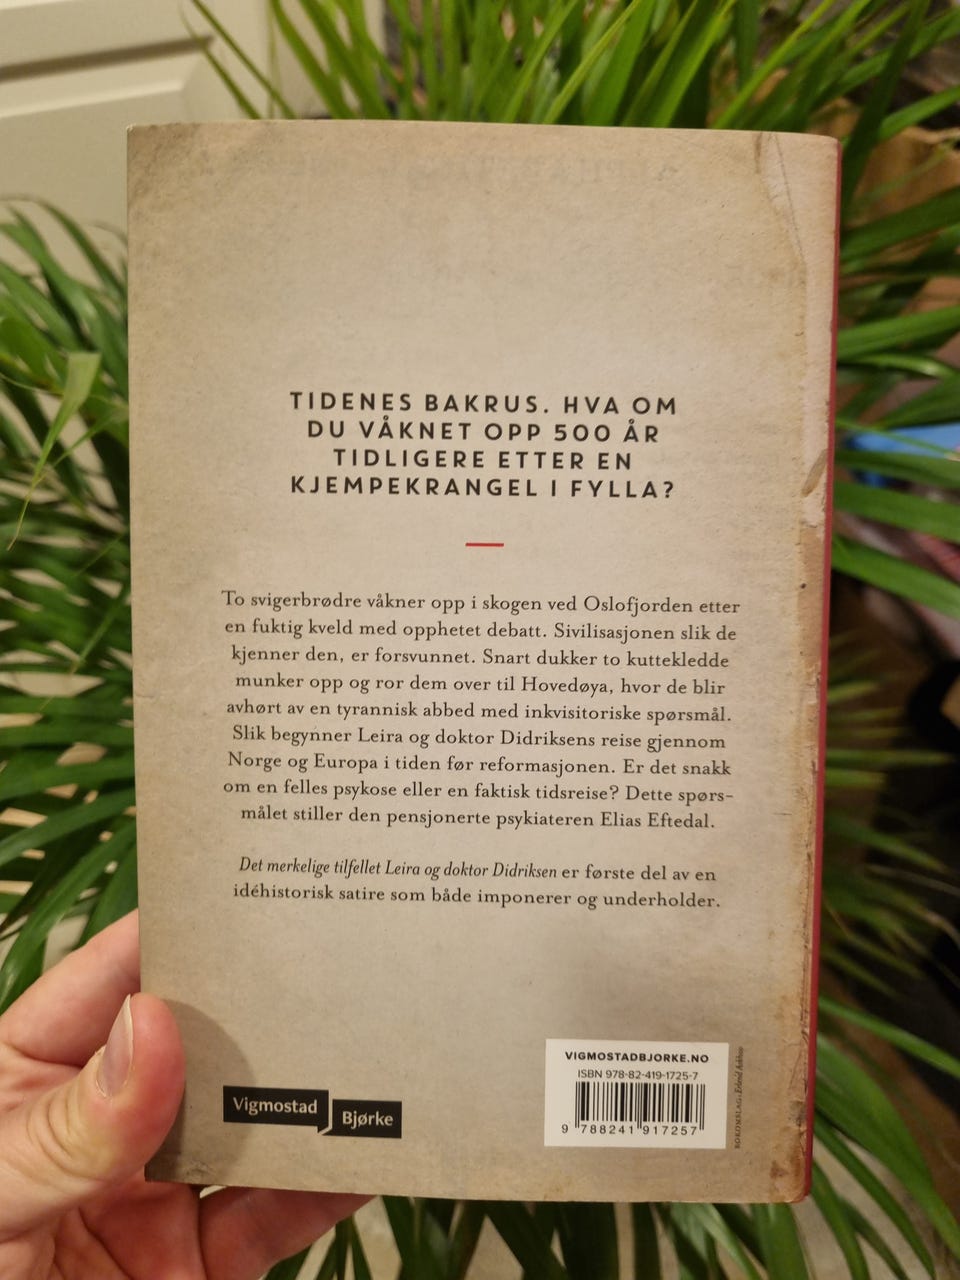 TIDENES BAKRUS. HVA OM
DU VÅKNET OPP 500 ÅR
TIDLIGERE ETTER EN
KJEMPEKRANGEL I FYLLA?
To svigerbrødre våkner opp i skogen ved Oslofjorden etter
en fuktig kveld med opphetet debatt. Sivilisasjonen slik de
kjenner den, er forsvunnet. Snart dukker to kuttekledde
munker opp og ror dem over til Hovedøya, hvor de blir
avhørt av en tyrannisk abbed med inkvisitoriske spørsmål.
Slik begynner Leira og doktor Didriksens reise gjennom
Norge og Europa i tiden før reformasjonen. Er det snakk
om en felles psykose eller en faktisk tidsreise? Dette spørs-
målet stiller den pensjonerte psykiateren Elias Eftedal.
Det merkelige tilfellet Leira og doktor Didriksen er første del av en
idéhistorisk satire som både imponerer og underholder.
Vigmostad
Bjørke
VIGMOSTADBJORKE.NO
ISBN 978-82-419-1725-7
9 788241 917257